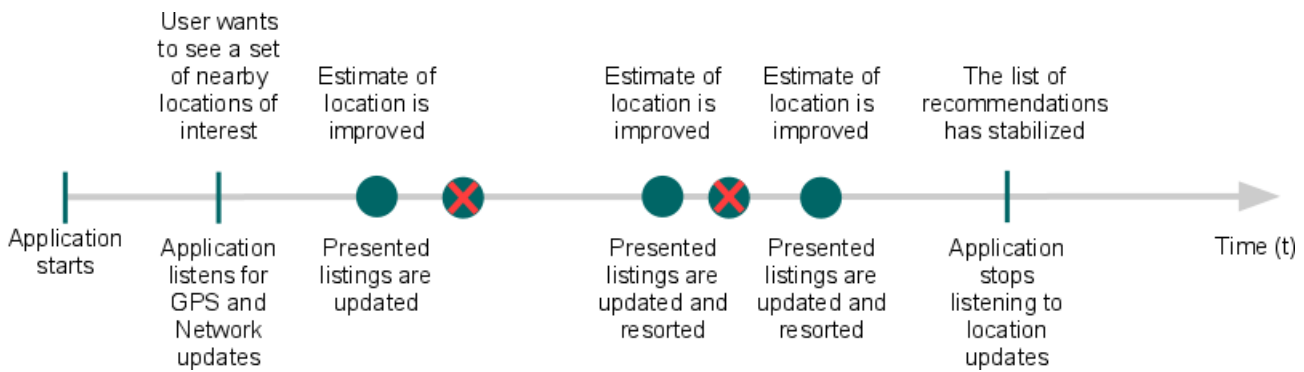 User wants
to see a set
of nearby
locations of
interest
Estimate of
location is
improved
Estimate of
location is
improved
Estimate of
location is
improved
The list of
recommendations
has stabilized
Application
starts
Application
listens for
GPS and
Network
updates
Presented
listings are
updated
Presented
listings are
updated and
resorted
Presented
listings are
updated and
resorted
Application
stops
listening to
location
updates
Time (t)